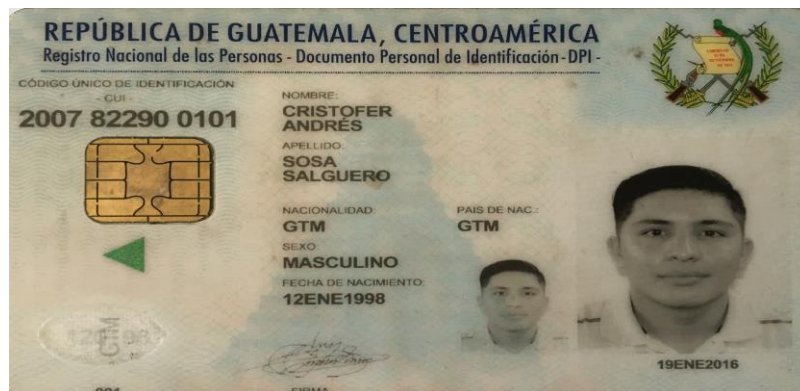 REPÚBLICA DE GUATEMALA, CENTROAMÉRICA
Registro Nacional de las Personas - Documento Personal de Identificación - DPI -
CÓDIGO ÚNICO DE IDENTIFICACIÓN
- CUI -
2007 82290 0101
NOMBRE:
CRISTOFER
ANDRÉS
APELLIDO:
SOSA
SALGUERO
NACIONALIDAD:
GTM
PAIS DE NAC.:
GTM
SEXO:
MASCULINO
FECHA DE NACIMIENTO:
12ENE1998
GTM
19ENE2016
001
FIRMA